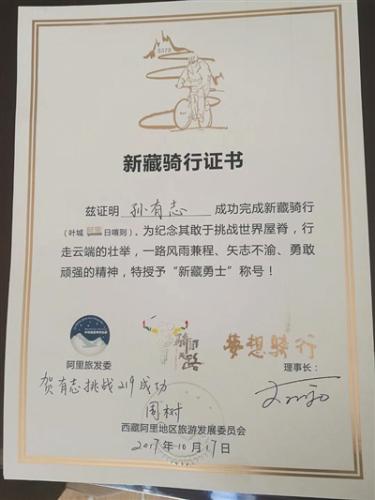 新藏骑行证书
兹证明 孙有志 成功完成新藏骑行
(叶城 阿里 日喀则),为纪念其敢于挑战世界屋脊,行
走云端的壮举,一路风雨兼程、矢志不渝、勇敢
顽强的精神,特授予“新藏勇士”称号!
骑
路
夢想骑行
阿里旅发委
理事长:
贺有志挑战219成功
周树
西藏阿里地区旅游发展委员会
2017年10月17日